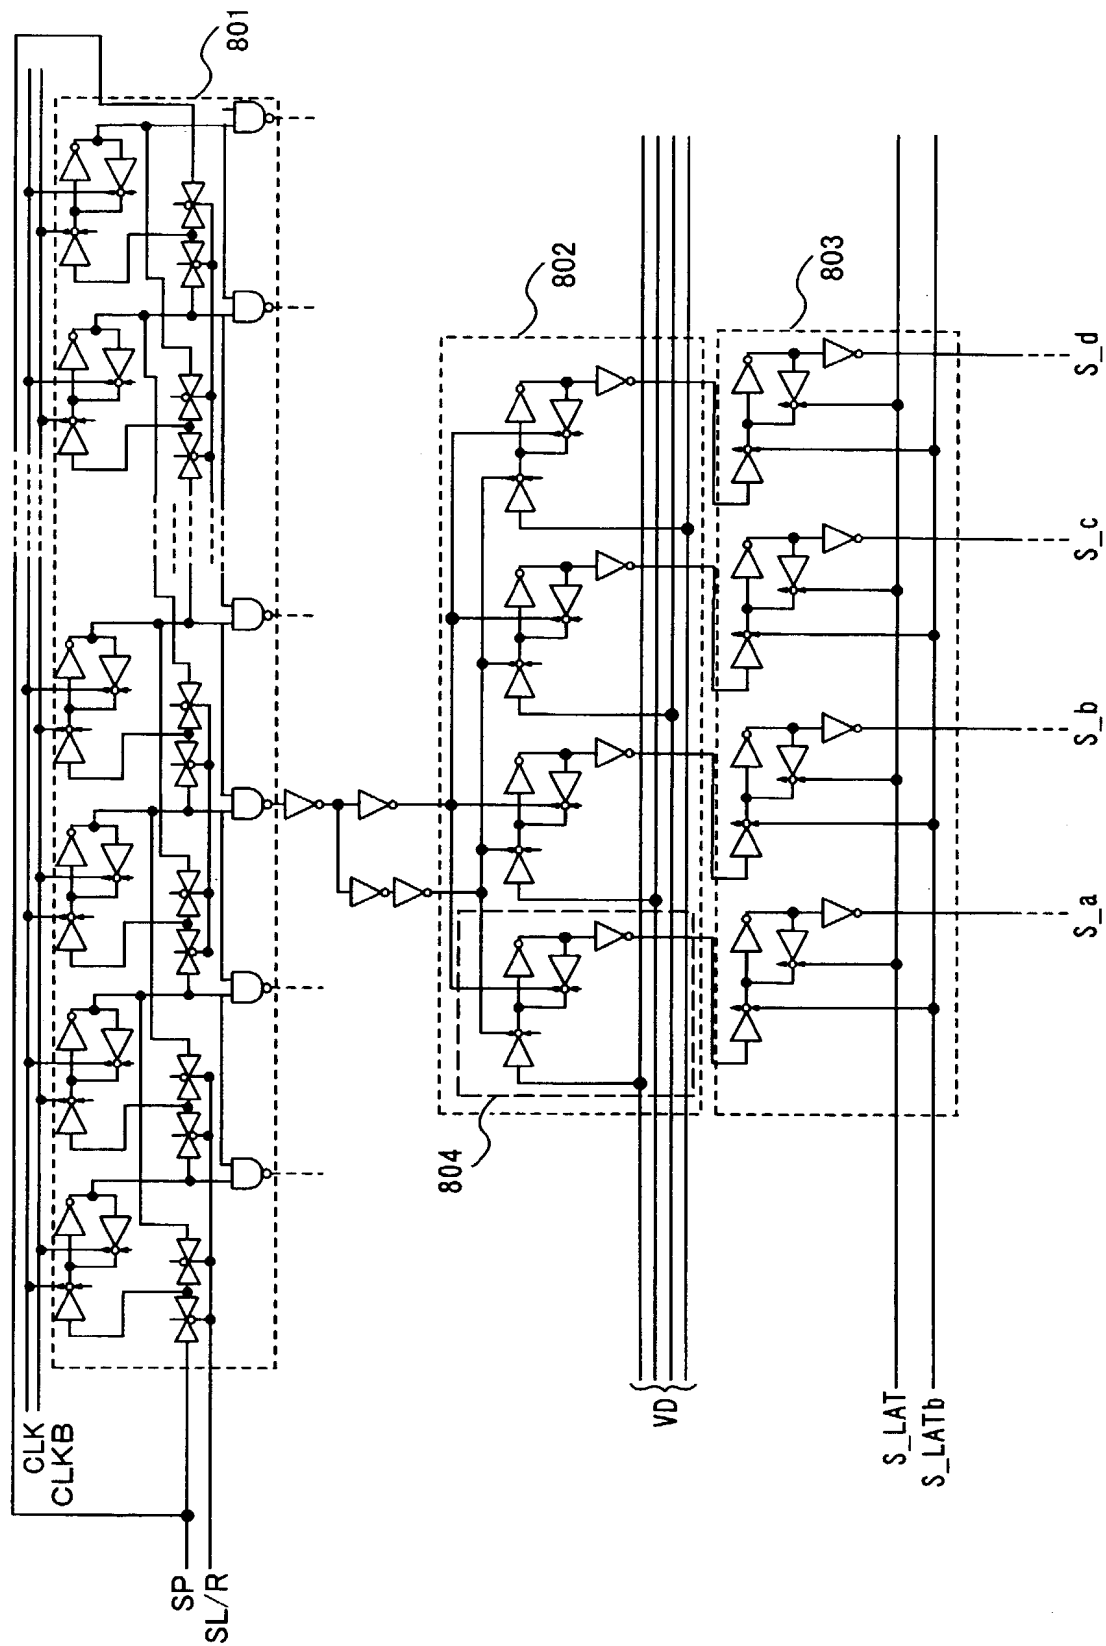 801
CLK
CLKB
SP
SL/R
802
804
VD
803
S_LAT
S_LATb
S_a
S_b
S_c
S_d